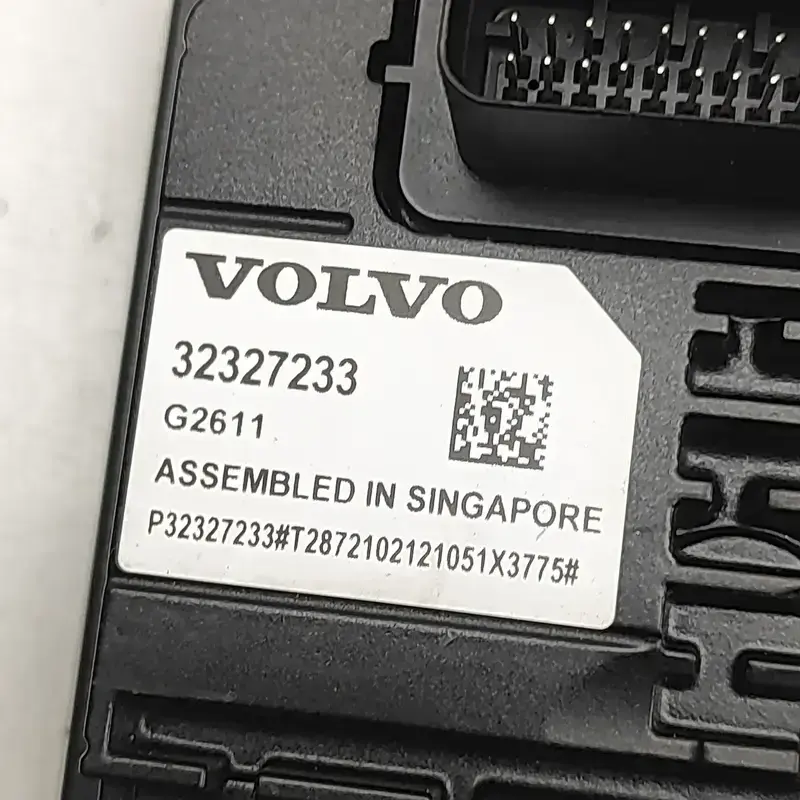 VOLVO
32327233
G2611
ASSEMBLED IN SINGAPORE
P32327233#T2872102121051X3775#